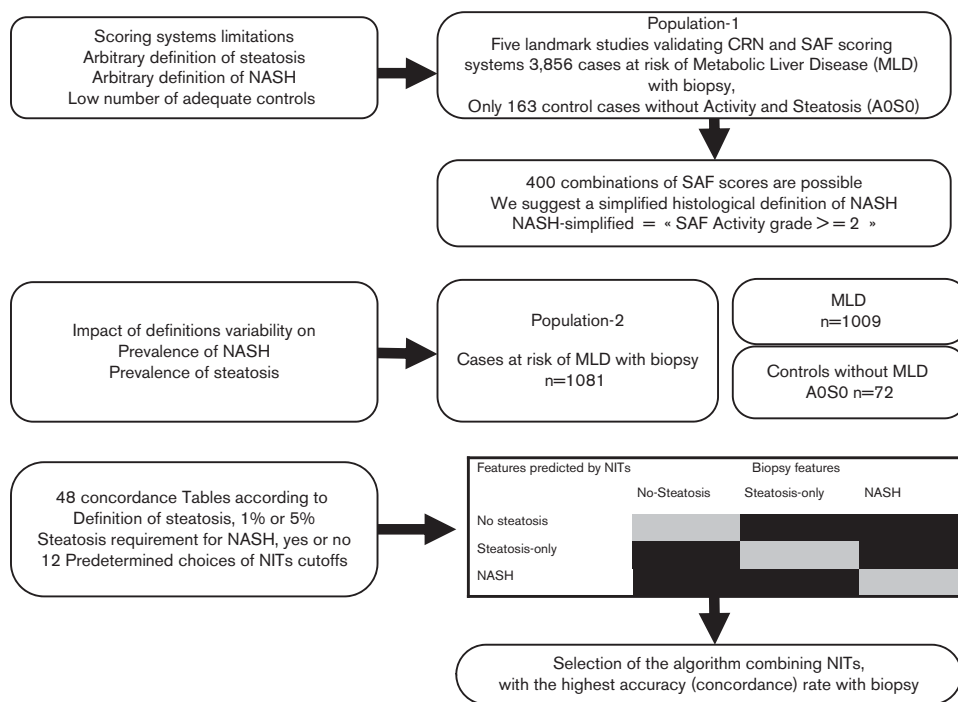 Scoring systems limitations
Arbitrary definition of steatosis
Arbitrary definition of NASH
Low number of adequate controls
Population-1
Five landmark studies validating CRN and SAF scoring
systems 3,856 cases at risk of Metabolic Liver Disease (MLD)
with biopsy,
Only 163 control cases without Activity and Steatosis (A0S0)
400 combinations of SAF scores are possible
We suggest a simplified histological definition of NASH
NASH-simplified = « SAF Activity grade >= 2 »
Impact of definitions variability on
Prevalence of NASH
Prevalence of steatosis
Population-2
Cases at risk of MLD with biopsy
n=1081
MLD
n=1009
Controls without MLD
A0S0 n=72
48 concordance Tables according to
Definition of steatosis, 1% or 5%
Steatosis requirement for NASH, yes or no
12 Predetermined choices of NITs cutoffs
Features predicted by NITs Biopsy features
No-Steatosis Steatosis-only NASH
No steatosis
Steatosis-only
NASH
Selection of the algorithm combining NITs,
with the highest accuracy (concordance) rate with biopsy